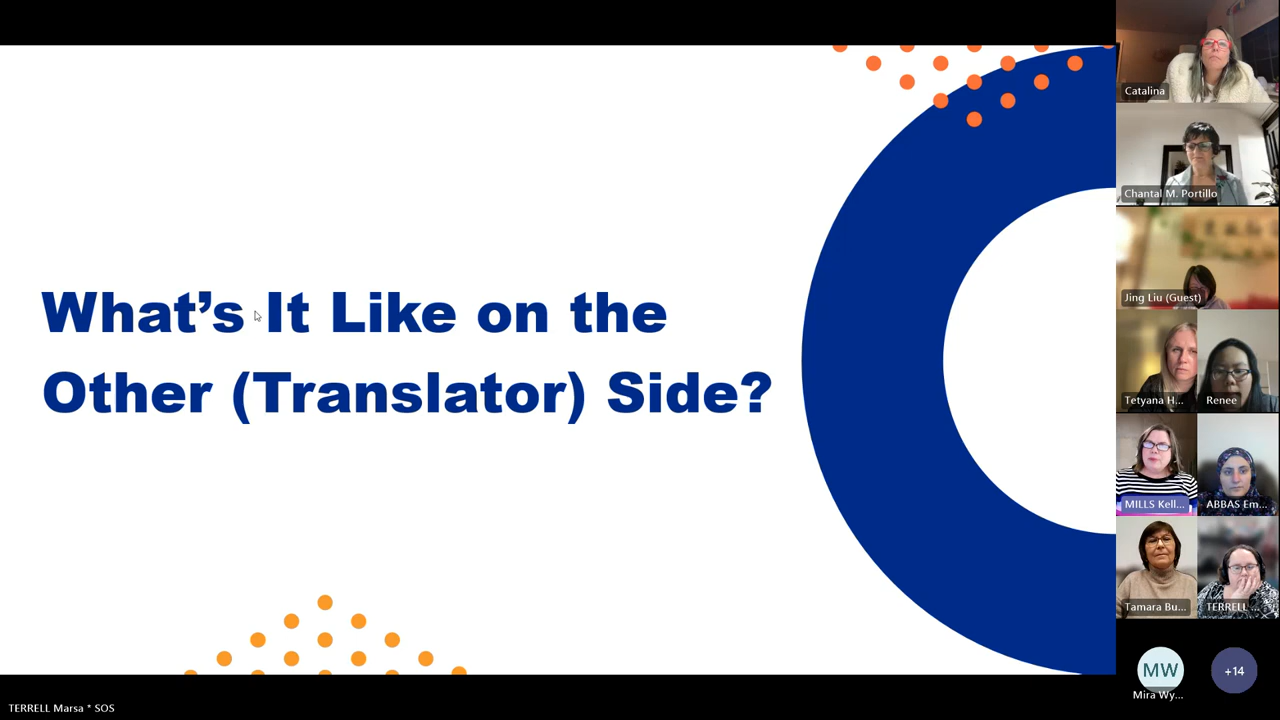 What’s It Like on the
Other (Translator) Side?
Catalina
Chantal M. Portillo
Jing Liu (Guest)
Tetyana H...
Renee
MILLS Kell...
ABBAS Em...
Tamara Bu...
TERRELL ...
MW
Mira Wy...
+14
TERRELL Marsa * SOS